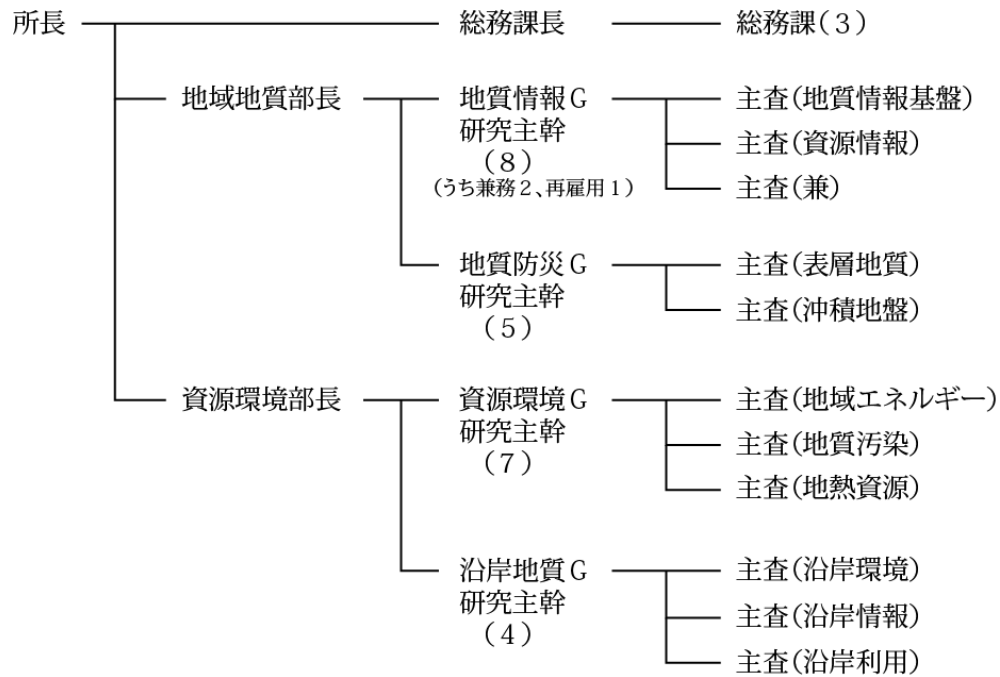 所長 総務課長 総務課(3)
地域地質部長 地質情報G 主査(地質情報基盤)
研究主幹
(8)
(うち兼務2、再雇用1)
主査(資源情報)
主査(兼)
地質防災G 主査(表層地質)
研究主幹
(5)
主査(沖積地盤)
資源環境部長 資源環境G 主査(地域エネルギー)
研究主幹
(7)
主査(地質汚染)
主査(地熱資源)
沿岸地質G 主査(沿岸環境)
研究主幹
(4)
主査(沿岸情報)
主査(沿岸利用)